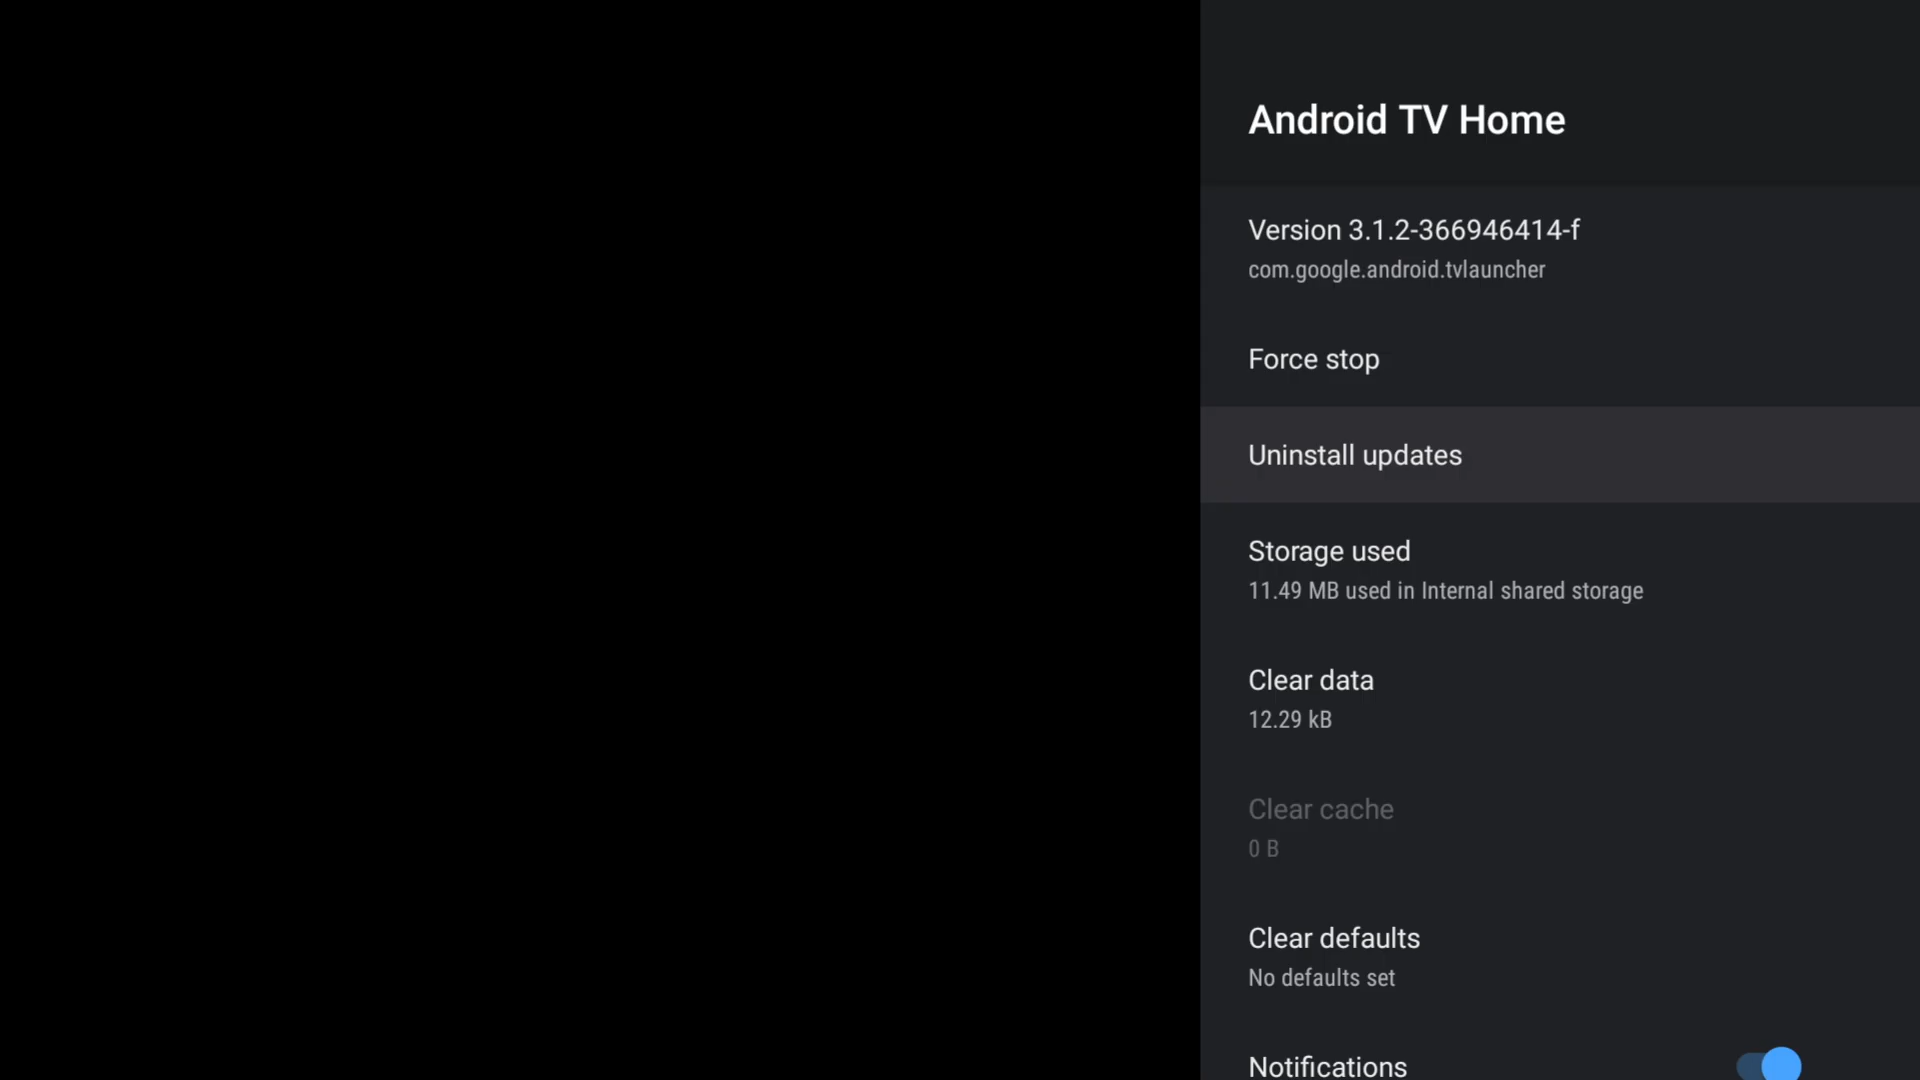 Android TV Home
Version 3.1.2-366946414-f
com.google.android.tvlauncher
Force stop
Uninstall updates
Storage used
11.49 MB used in Internal shared storage
Clear data
12.29 kB
Clear cache
0 B
Clear defaults
No defaults set
Notifications